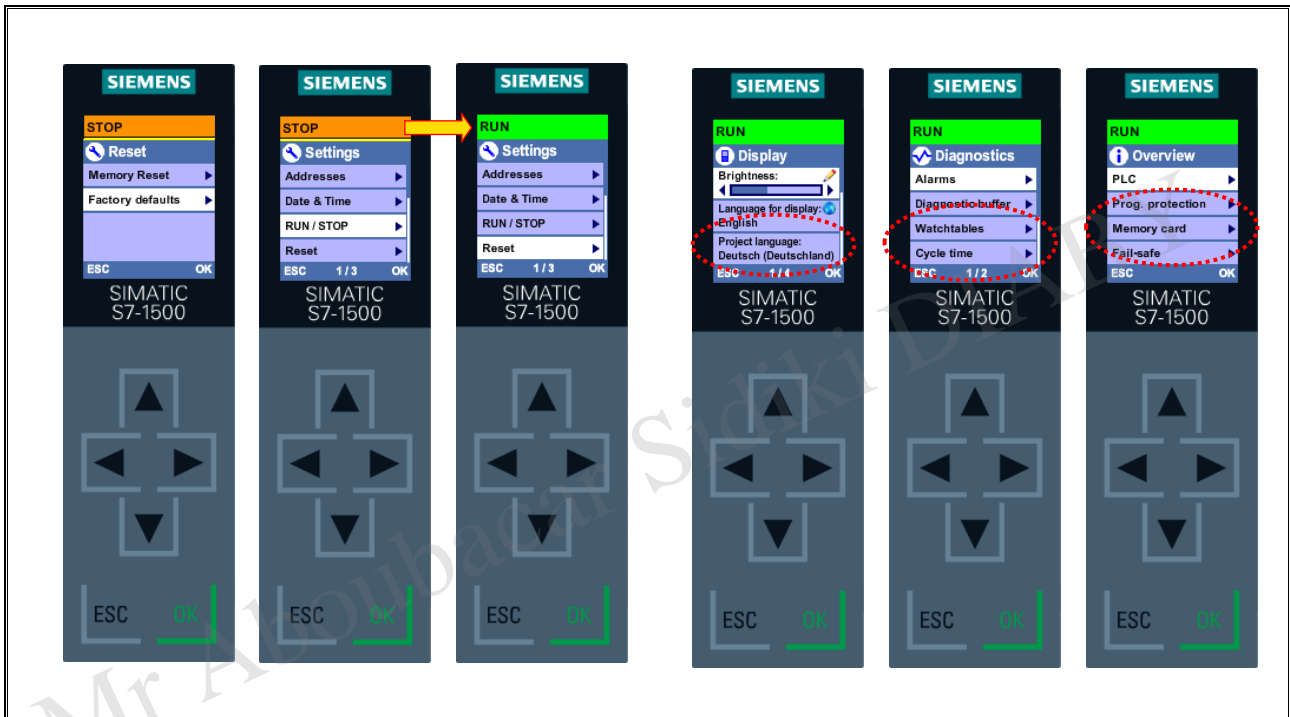 SIEMENS
STOP
Reset
Memory Reset
Factory defaults
ESC OK
SIMATIC
S7-1500
ESC OK
SIEMENS
STOP
Settings
Addresses
Date & Time
RUN / STOP
Reset
ESC 1 / 3 OK
SIMATIC
S7-1500
ESC OK
SIEMENS
RUN
Settings
Addresses
Date & Time
RUN / STOP
Reset
ESC 1 / 3 OK
SIMATIC
S7-1500
ESC OK
SIEMENS
RUN
Display
Brightness:
Language for display:
English
Project language:
Deutsch (Deutschland)
ESC 1 / 4 OK
SIMATIC
S7-1500
ESC OK
SIEMENS
RUN
Diagnostics
Alarms
Diagnostic buffer
Watchtables
Cycle time
ESC 1 / 2 OK
SIMATIC
S7-1500
ESC OK
SIEMENS
RUN
Overview
PLC
Prog. protection
Memory card
Fail-safe
ESC OK
SIMATIC
S7-1500
ESC OK
Mr Aboubacar Sidiki DIARY